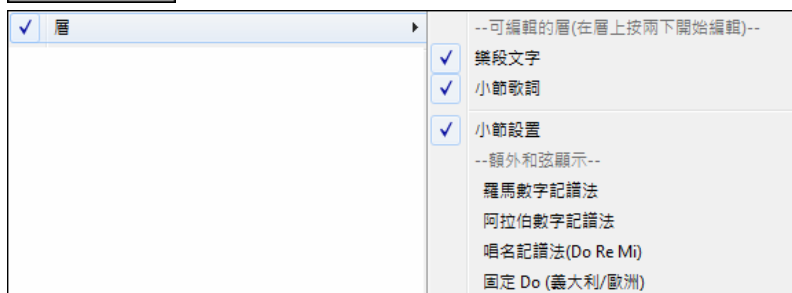 層
--可編輯的層(在層上按兩下開始編輯)--
樂段文字
小節歌詞
小節設置
--額外和弦顯示--
羅馬數字記譜法
阿拉伯數字記譜法
唱名記譜法(Do Re Mi)
固定 Do (義大利/歐洲)